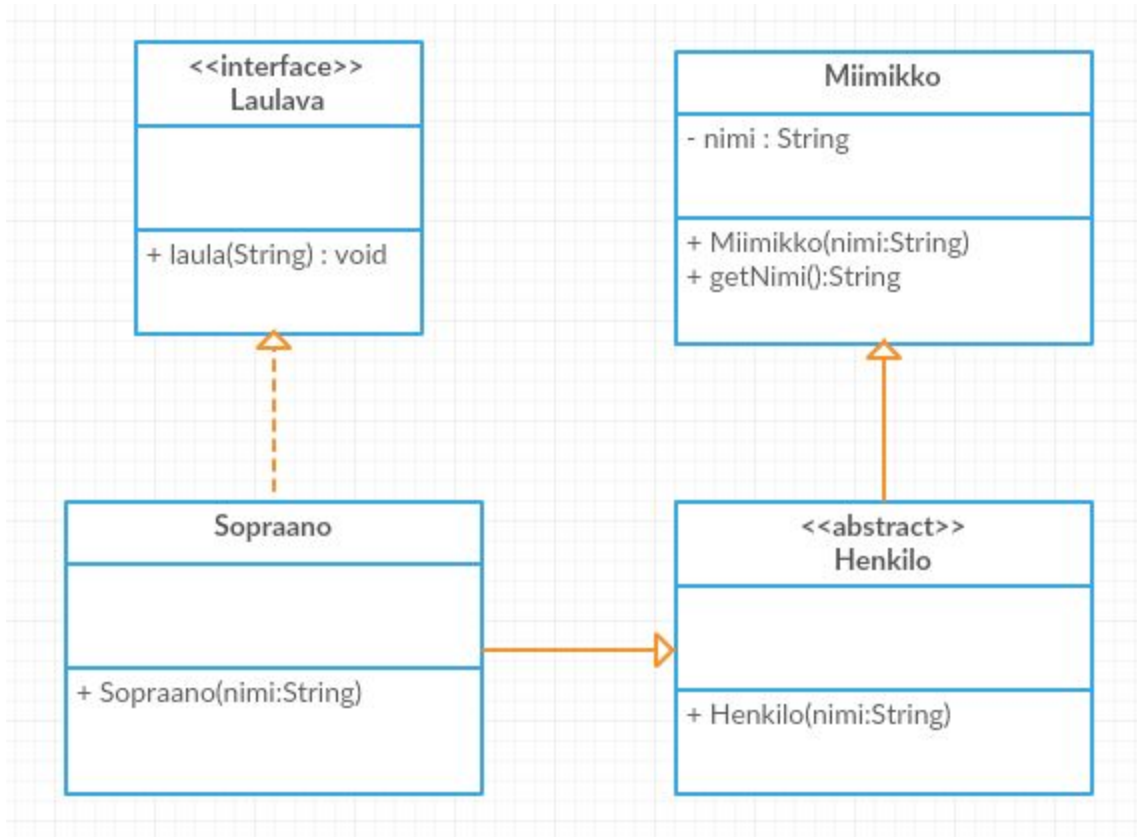 <<interface>>
Laulava
+ laula(String) : void
Miimikko
- nimi : String
+ Miimikko(nimi:String)
+ getNimi():String
Sopraano
+ Sopraano(nimi:String)
<<abstract>>
Henkilo
+ Henkilo(nimi:String)